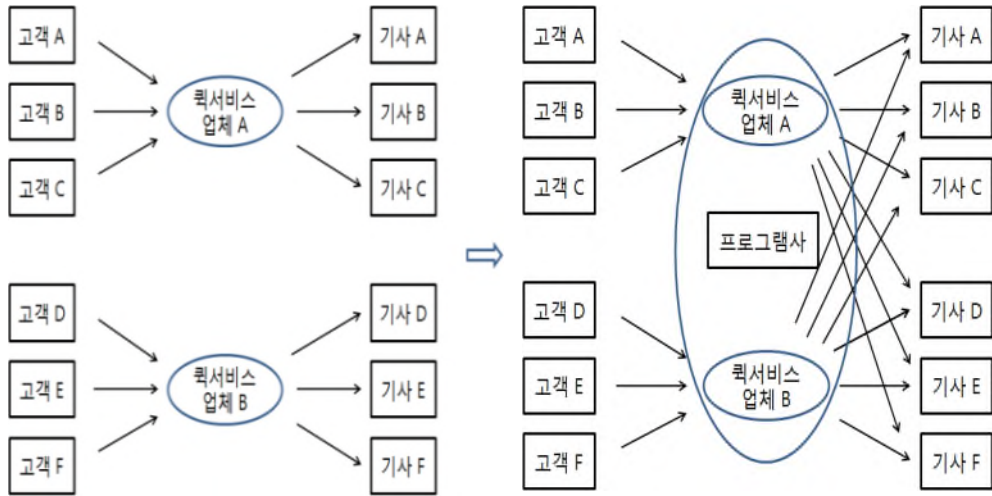 고객 A
기사 A
고객 B
퀵서비스
업체 A
기사 B
고객 C
기사 C
고객 D
기사 D
고객 E
퀵서비스
업체 B
기사 E
고객 F
기사 F
고객 A
기사 A
고객 B
퀵서비스
업체 A
기사 B
고객 C
기사 C
프로그램사
고객 D
기사 D
고객 E
퀵서비스
업체 B
기사 E
고객 F
기사 F